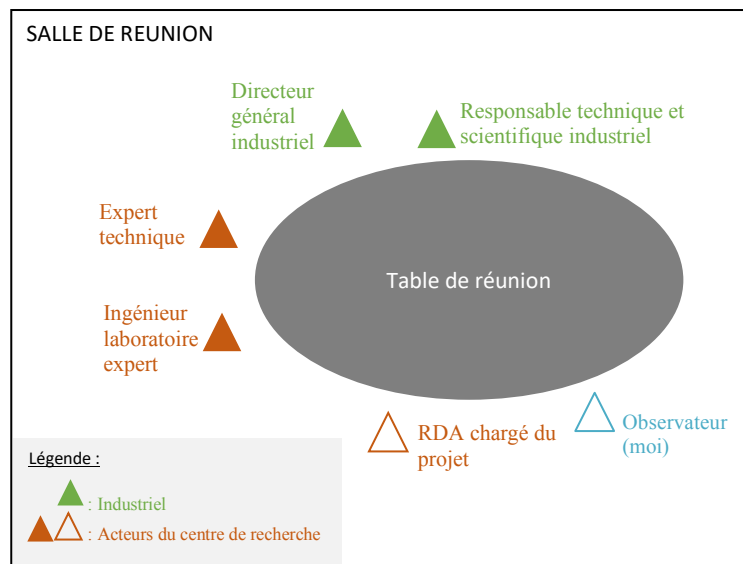 SALLE DE REUNION
Directeur
général
industriel
Responsable technique et
scientifique industriel
Expert
technique
Table de réunion
Ingénieur
laboratoire
expert
RDA chargé du
projet
Observateur
(moi)
Légende :
: Industriel
: Acteurs du centre de recherche